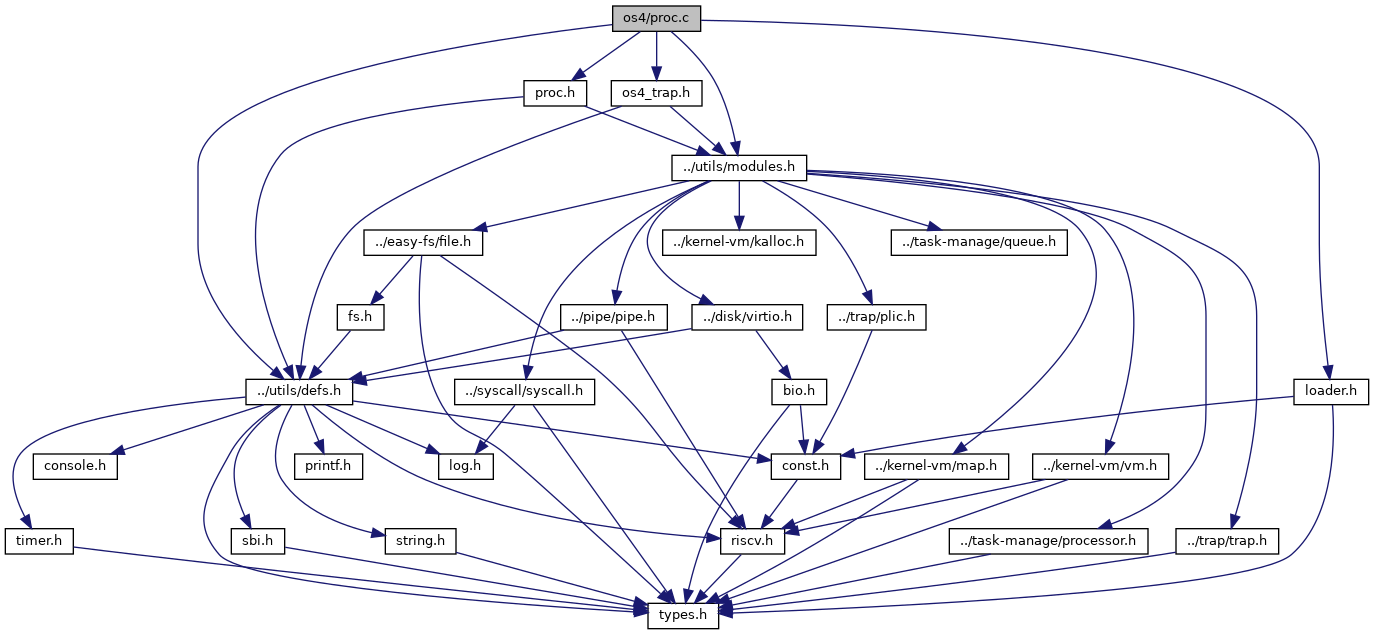 os4/proc.c
proc.h
os4_trap.h
../utils/modules.h
../easy-fs/file.h
../kernel-vm/kalloc.h
../task-manage/queue.h
fs.h
../pipe/pipe.h
../disk/virtio.h
../trap/plic.h
../utils/defs.h
../syscall/syscall.h
bio.h
loader.h
console.h
printf.h
log.h
const.h
../kernel-vm/map.h
../kernel-vm/vm.h
timer.h
sbi.h
string.h
riscv.h
../task-manage/processor.h
../trap/trap.h
types.h